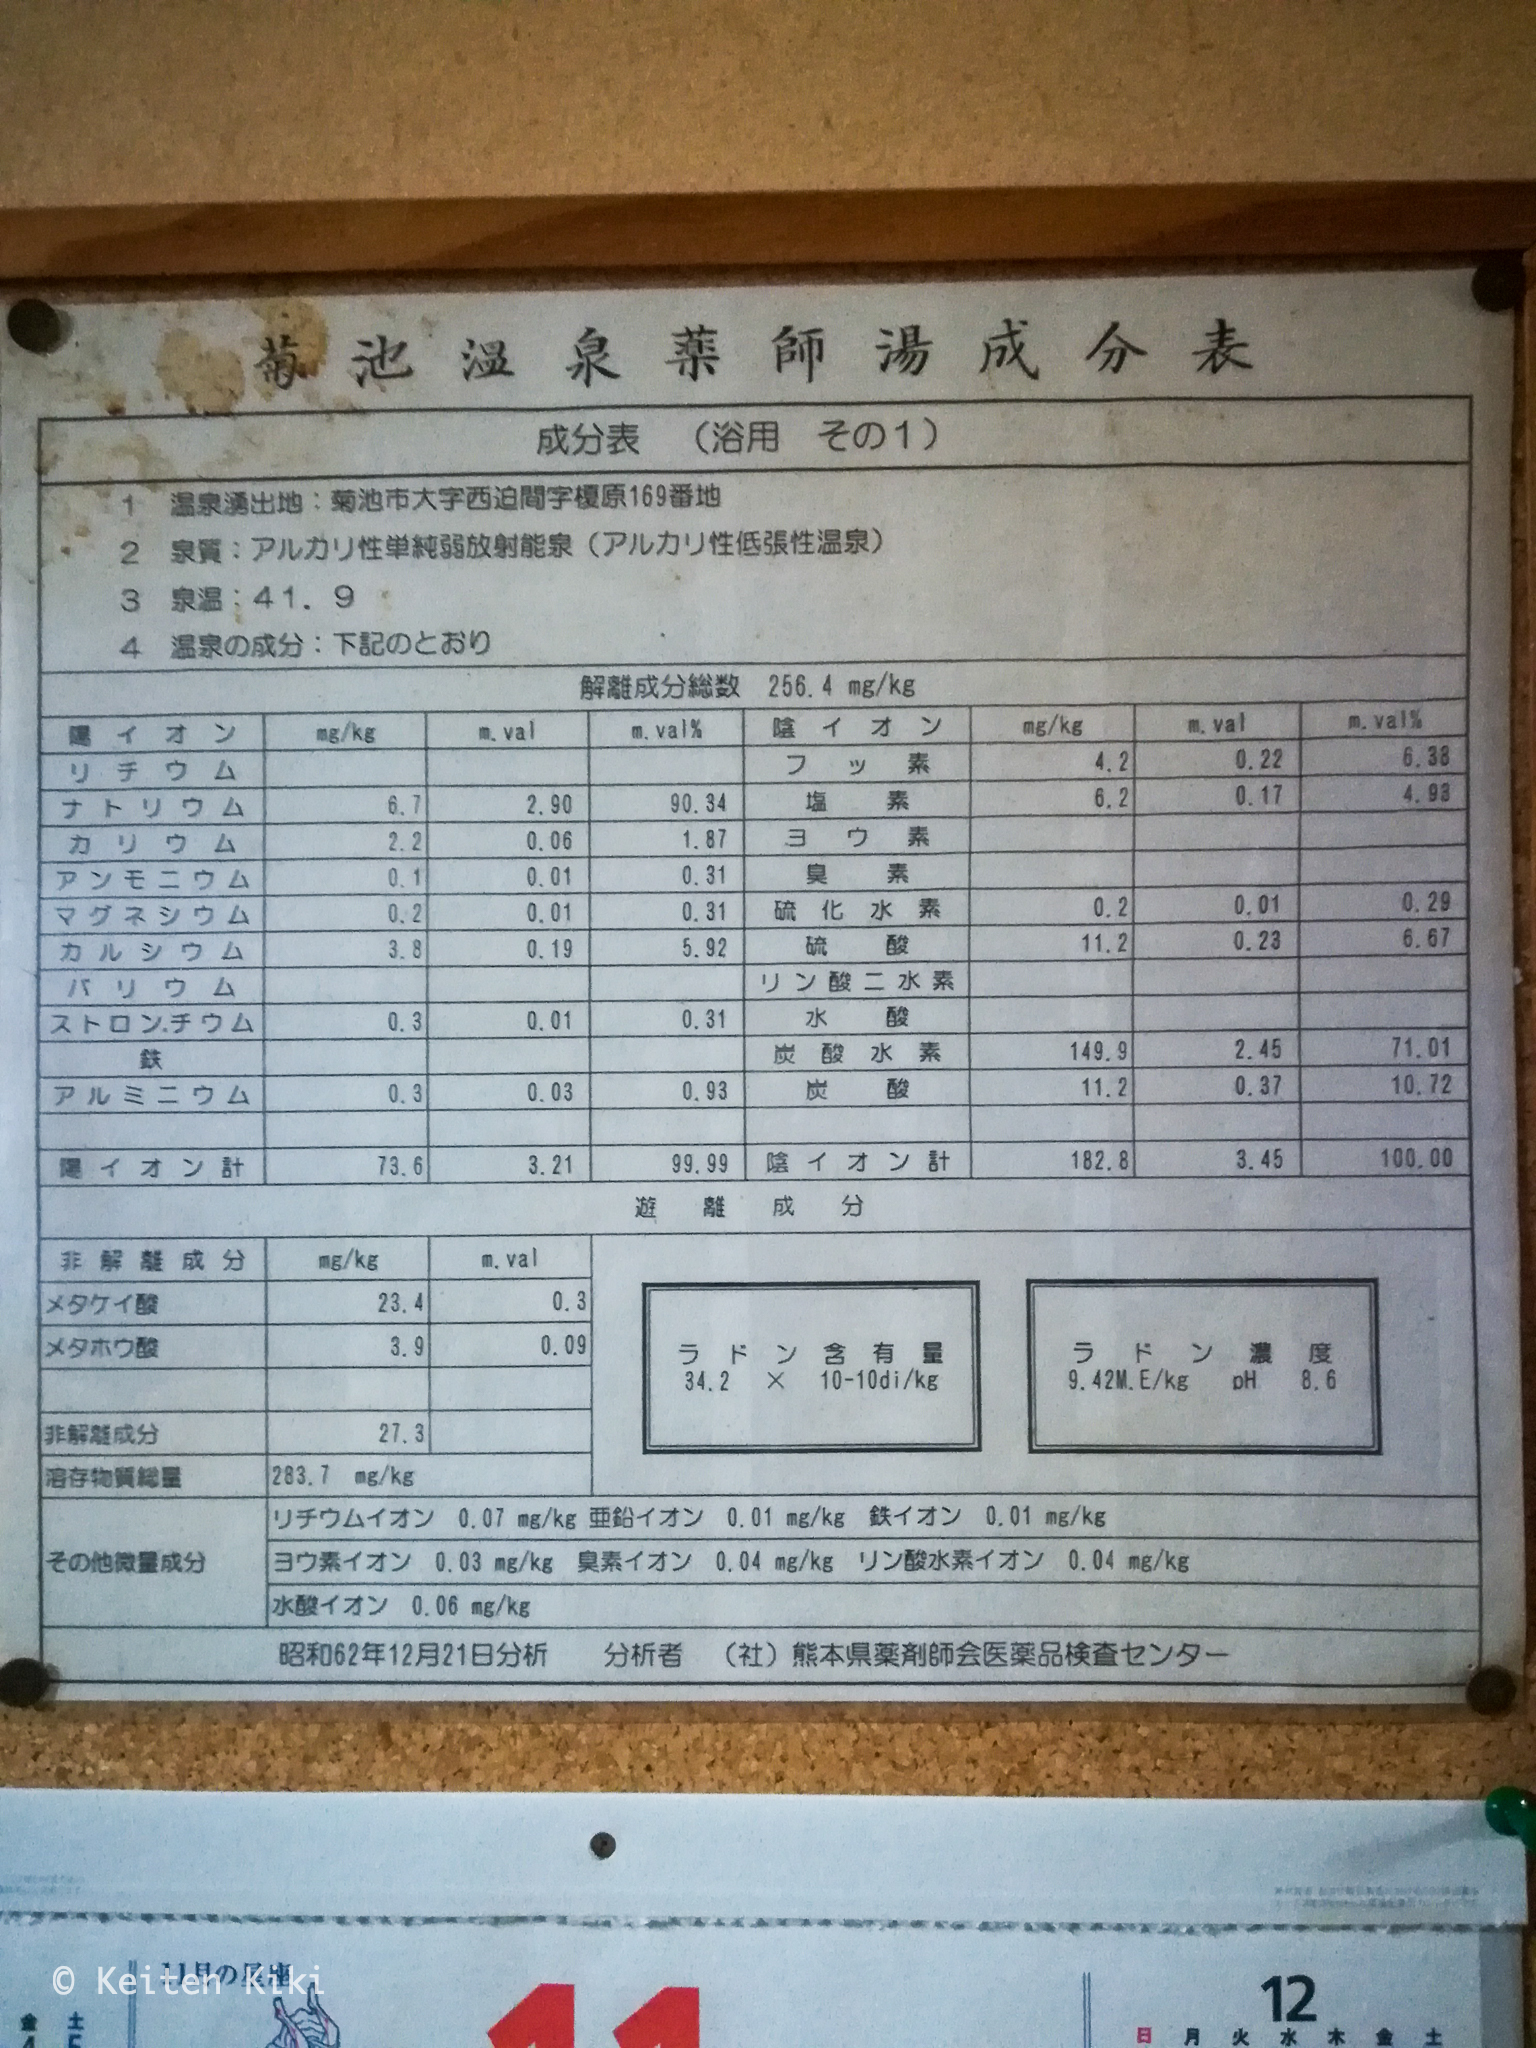 菊池温泉薬師湯成分表
成分表 （浴用 その１）
1 温泉湧出地：菊池市大字西迫間字榎原169番地
2 泉質：アルカリ性単純弱放射能泉（アルカリ性低張性温泉）
3 泉温：４１．９
4 温泉の成分：下記のとおり
解離成分総数 256.4 mg/kg
陽イオン mg/kg m.val m.val% 陰イオン mg/kg m.val m.val%
リチウム フッ素 4.2 0.22 6.38
ナトリウム 6.7 2.90 90.34 塩素 6.2 0.17 4.93
カリウム 2.2 0.06 1.87 ヨウ素
アンモニウム 0.1 0.01 0.31 臭素
マグネシウム 0.2 0.01 0.31 硫化水素 0.2 0.01 0.29
カルシウム 3.8 0.19 5.92 硫酸 11.2 0.23 6.67
バリウム リン酸二水素
ストロンチウム 0.3 0.01 0.31 水酸
鉄 炭酸水素 149.9 2.45 71.01
アルミニウム 0.3 0.03 0.93 炭酸 11.2 0.37 10.72
陽イオン計 73.6 3.21 99.99 陰イオン計 182.8 3.45 100.00
遊離成分
非解離成分 mg/kg m.val
メタケイ酸 23.4 0.3
メタホウ酸 3.9 0.09
非解離成分 27.3
溶存物質総量 283.7 mg/kg
ラドン含有量
34.2 × 10-10di/kg
ラドン濃度
9.42M.E/kg pH 8.6
その他微量成分
リチウムイオン 0.07 mg/kg 亜鉛イオン 0.01 mg/kg 鉄イオン 0.01 mg/kg
ヨウ素イオン 0.03 mg/kg 臭素イオン 0.04 mg/kg リン酸水素イオン 0.04 mg/kg
水酸イオン 0.06 mg/kg
昭和62年12月21日分析 分析者 （社）熊本県薬剤師会医薬品検査センター
11月の星座
© Keiten Kiki
金 土
4 5
11
12
日 月 火 水 木 金 土